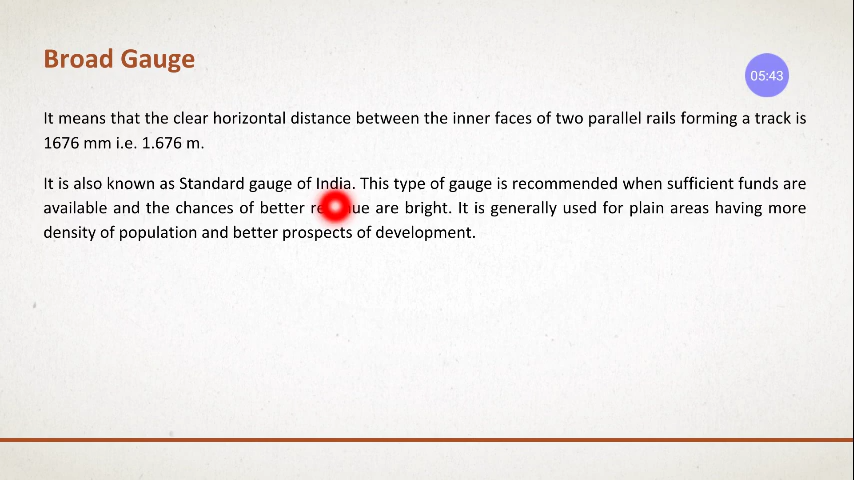 Broad Gauge
05:43
It means that the clear horizontal distance between the inner faces of two parallel rails forming a track is
1676 mm i.e. 1.676 m.
It is also known as Standard gauge of India. This type of gauge is recommended when sufficient funds are
available and the chances of better revenue are bright. It is generally used for plain areas having more
density of population and better prospects of development.